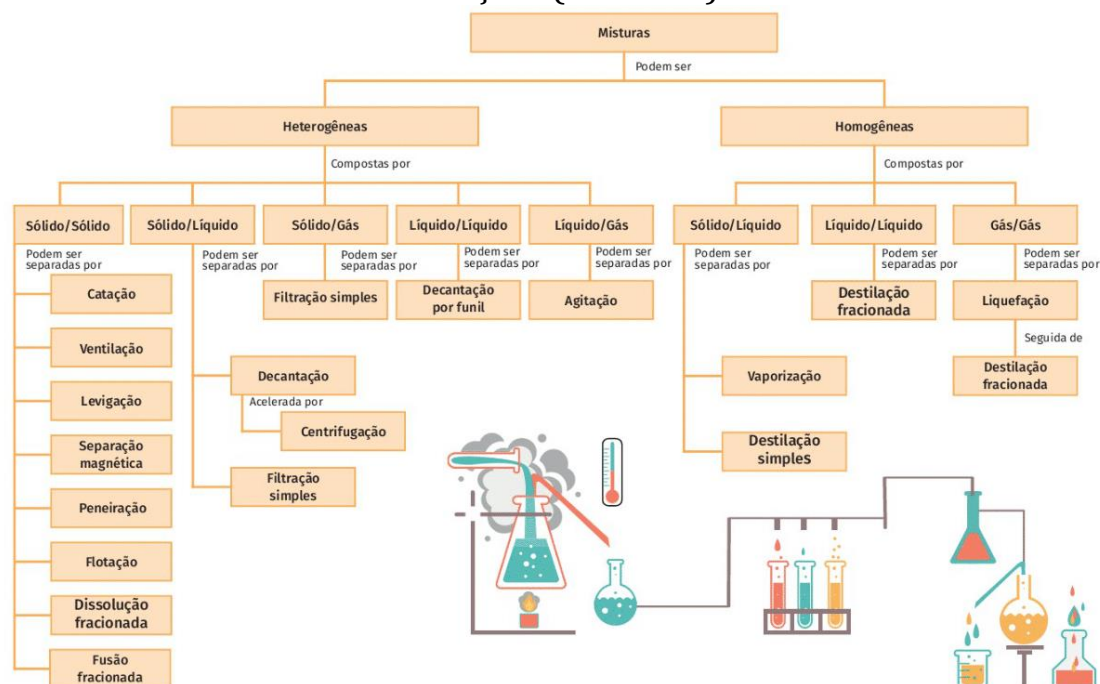 Misturas
Podem ser
Heterogêneas
Homogêneas
Compostas por
Compostas por
Sólido/Sólido
Sólido/Líquido
Sólido/Gás
Líquido/Líquido
Líquido/Gás
Sólido/Líquido
Líquido/Líquido
Gás/Gás
Podem ser
separadas por
Podem ser
separadas por
Podem ser
separadas por
Podem ser
separadas por
Podem ser
separadas por
Podem ser
separadas por
Podem ser
separadas por
Podem ser
separadas por
Catação
Ventilação
Levigação
Separação
magnética
Peneiração
Flotação
Dissolução
fracionada
Fusão
fracionada
Decantação
Acelerada por
Centrifugação
Filtração
simples
Filtração simples
Decantação
por funil
Agitação
Vaporização
Destilação
simples
Destilação
fracionada
Liquefação
Seguida de
Destilação
fracionada